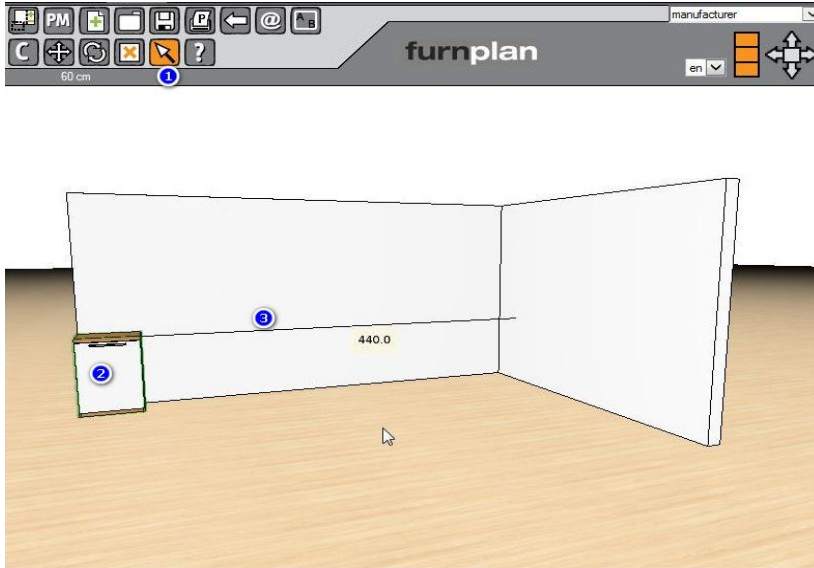 PM P @ A B
manufacturer
C ?
furnplan
en
60 cm
1
3
440.0
2